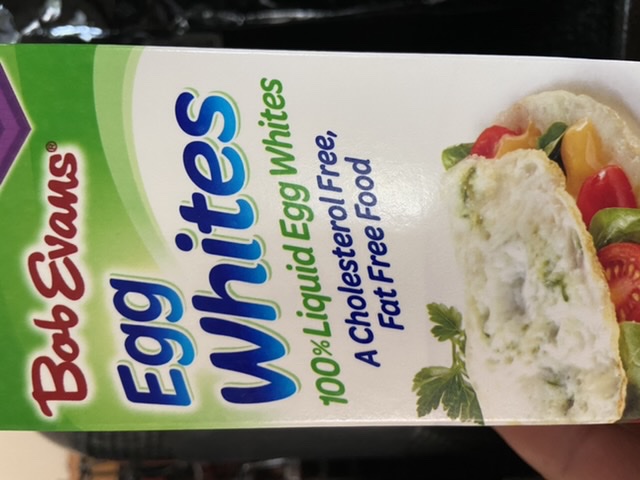 Bob Evans®
Egg
Whites
100% Liquid Egg Whites
A Cholesterol Free,
Fat Free Food